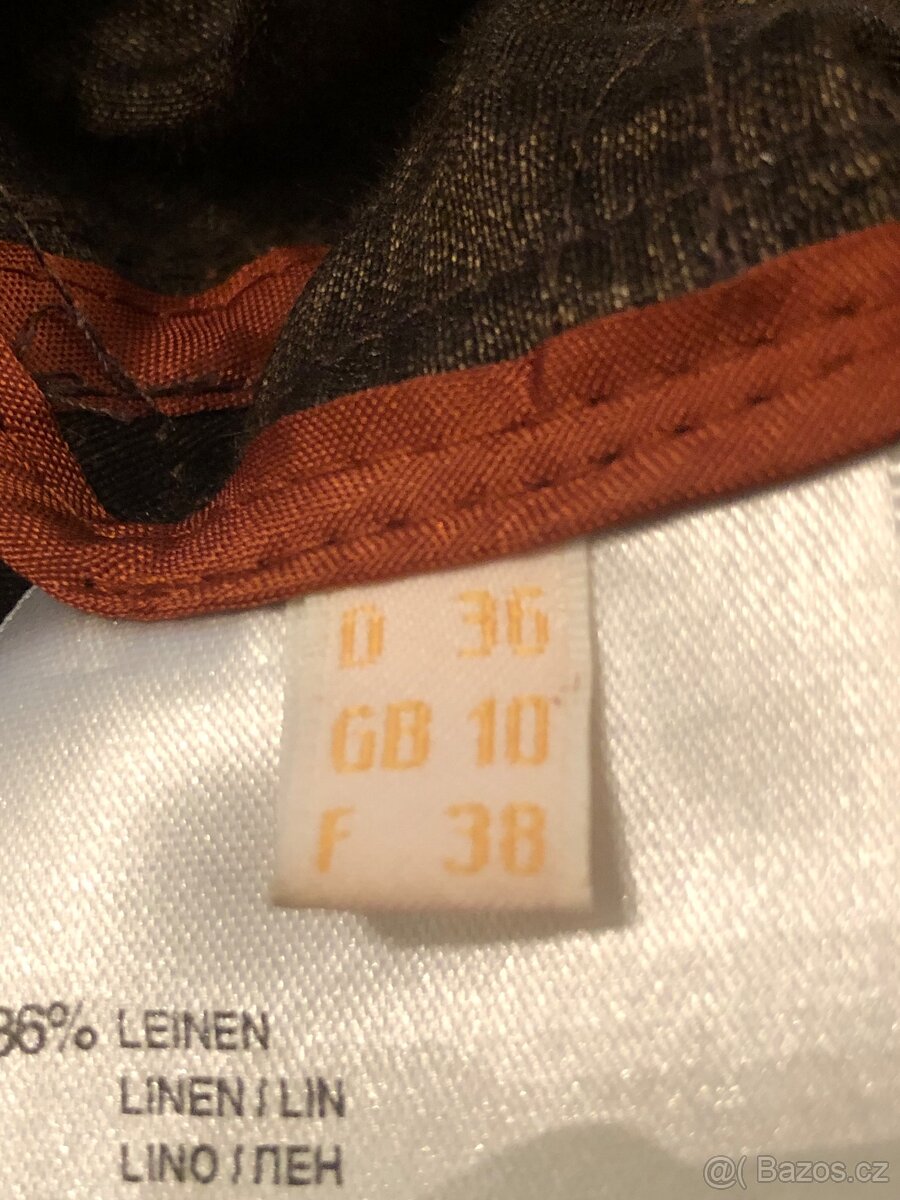 D 36
GB 10
F 38
36% LEINEN
LINEN / LIN
LINO / ЛЕН
@( Bazos.cz